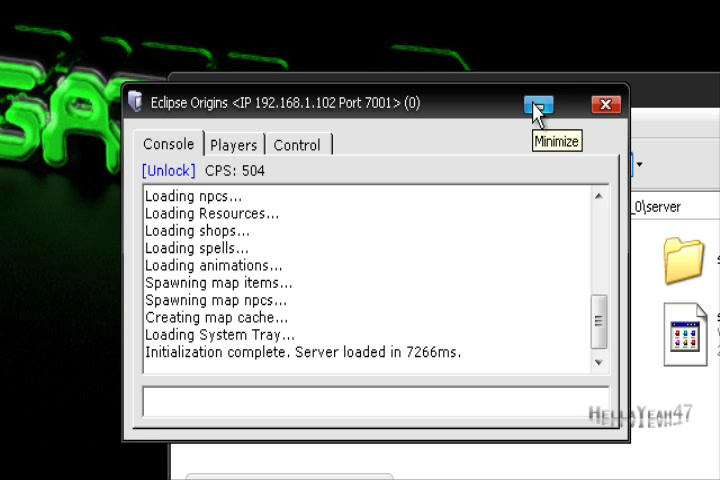 Eclipse Origins <IP 192.168.1.102 Port 7001> (0)
Minimize
Console
Players
Control
[Unlock] CPS: 504
Loading npcs...
Loading Resources...
Loading shops...
Loading spells...
Loading animations...
Spawning map items...
Spawning map npcs...
Creating map cache...
Loading System Tray...
Initialization complete. Server loaded in 7266ms.
_0\server
HellaYeah47